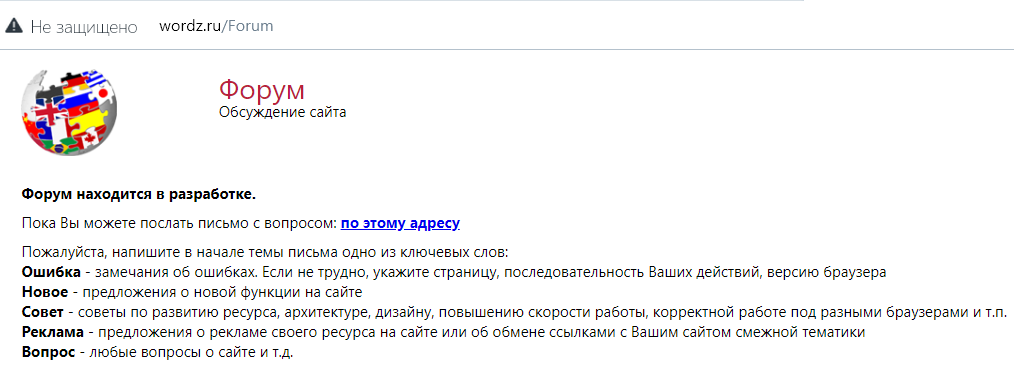 Не защищено wordz.ru/Forum
Форум
Обсуждение сайта
Форум находится в разработке.
Пока Вы можете послать письмо с вопросом: по этому адресу
Пожалуйста, напишите в начале темы письма одно из ключевых слов:
Ошибка - замечания об ошибках. Если не трудно, укажите страницу, последовательность Ваших действий, версию браузера
Новое - предложения о новой функции на сайте
Совет - советы по развитию ресурса, архитектуре, дизайну, повышению скорости работы, корректной работе под разными браузерами и т.п.
Реклама - предложения о рекламе своего ресурса на сайте или об обмене ссылками с Вашим сайтом смежной тематики
Вопрос - любые вопросы о сайте и т.д.